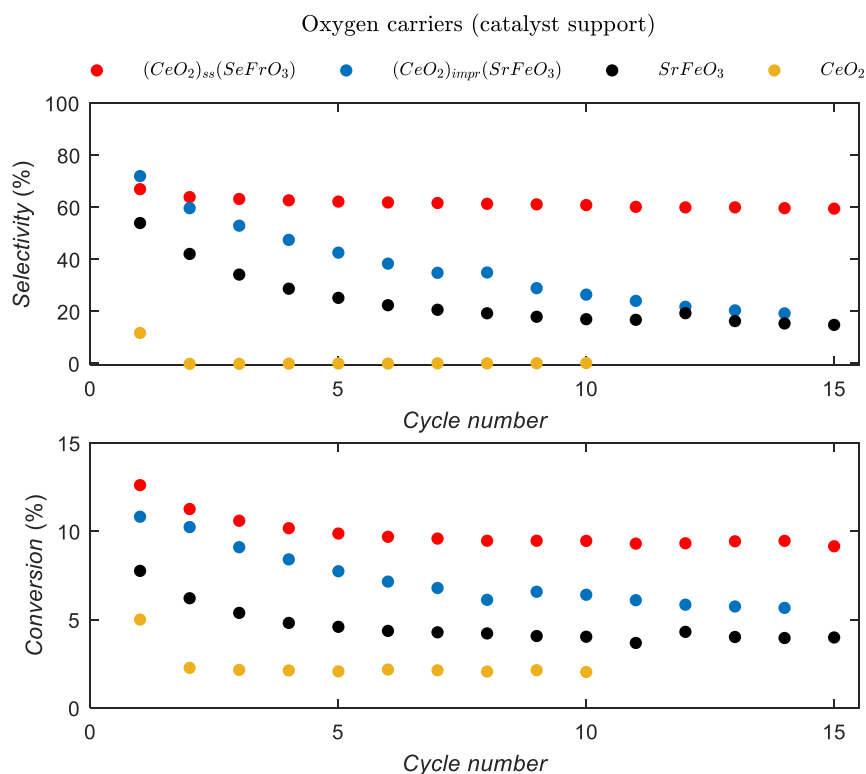 Oxygen carriers (catalyst support)
(CeO₂)ₛₛ(SeFrO₃) (CeO₂)ᵢₘₚᵣ(SrFeO₃) SrFeO₃ CeO₂
100
80
60
40
20
0
Selectivity (%)
0 5 10 15
Cycle number
15
10
5
0
Conversion (%)
0 5 10 15
Cycle number